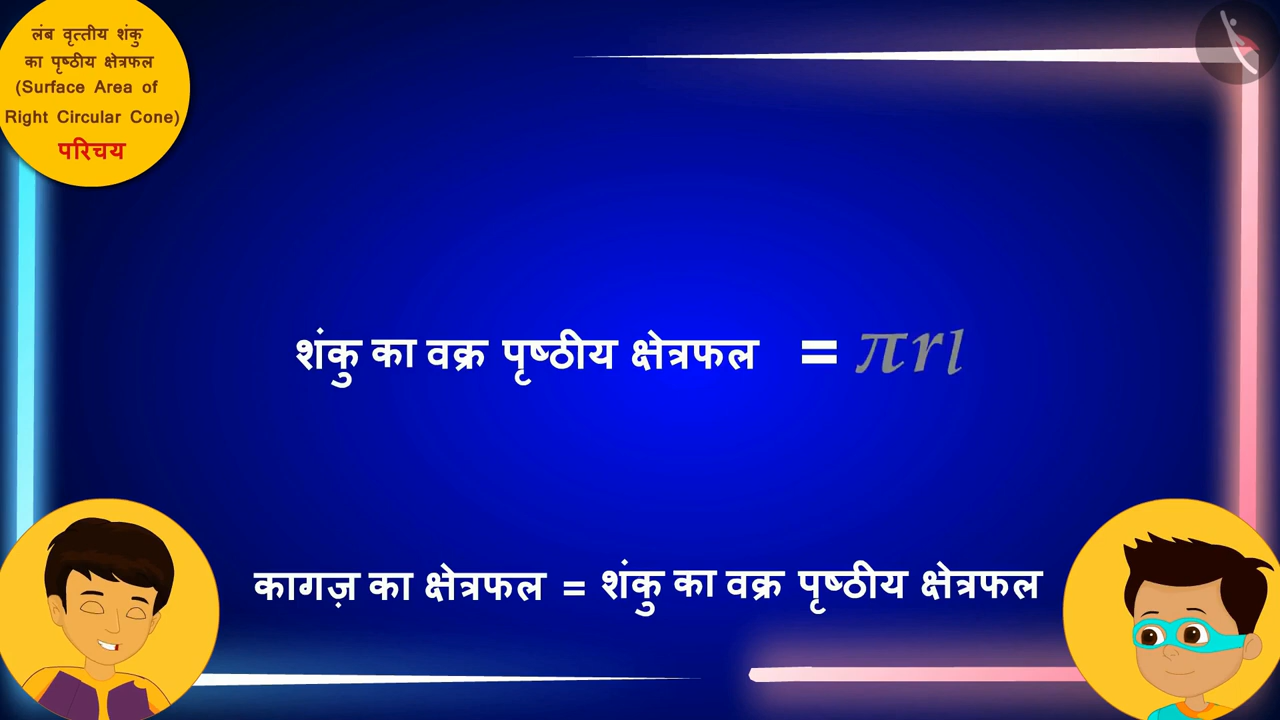 लंब वृत्तीय शंकु
का पृष्ठीय क्षेत्रफल
(Surface Area of
Right Circular Cone)
परिचय
शंकु का वक्र पृष्ठीय क्षेत्रफल = πrl
कागज़ का क्षेत्रफल = शंकु का वक्र पृष्ठीय क्षेत्रफल